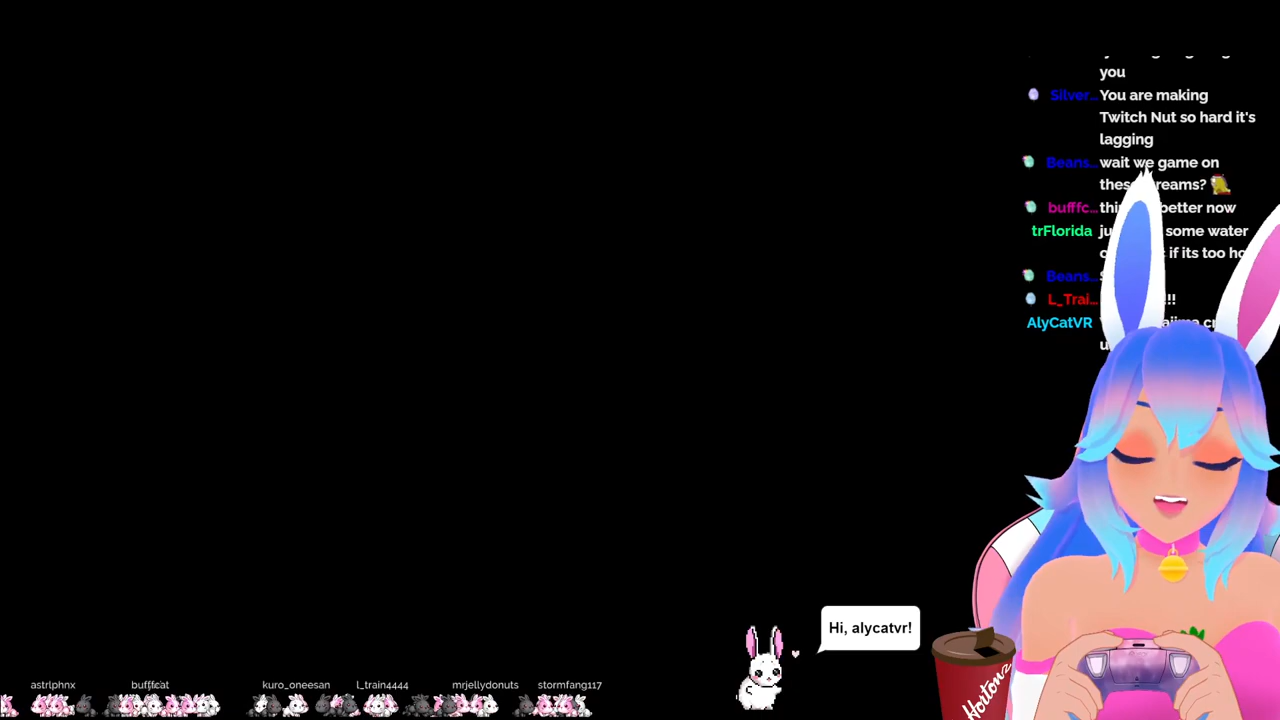 you
Silver... You are making
Twitch Nut so hard it's
lagging
Beans... wait we game on
these
bufffc... better now
trFlorida some water
if its too
Beans...
L_Trai... !!!
AlyCatVR
Hi, alycatvr!
Hortons
astrlphnx bufffcat kuro_oneesan l_train4444 mrjellydonuts stormfang117